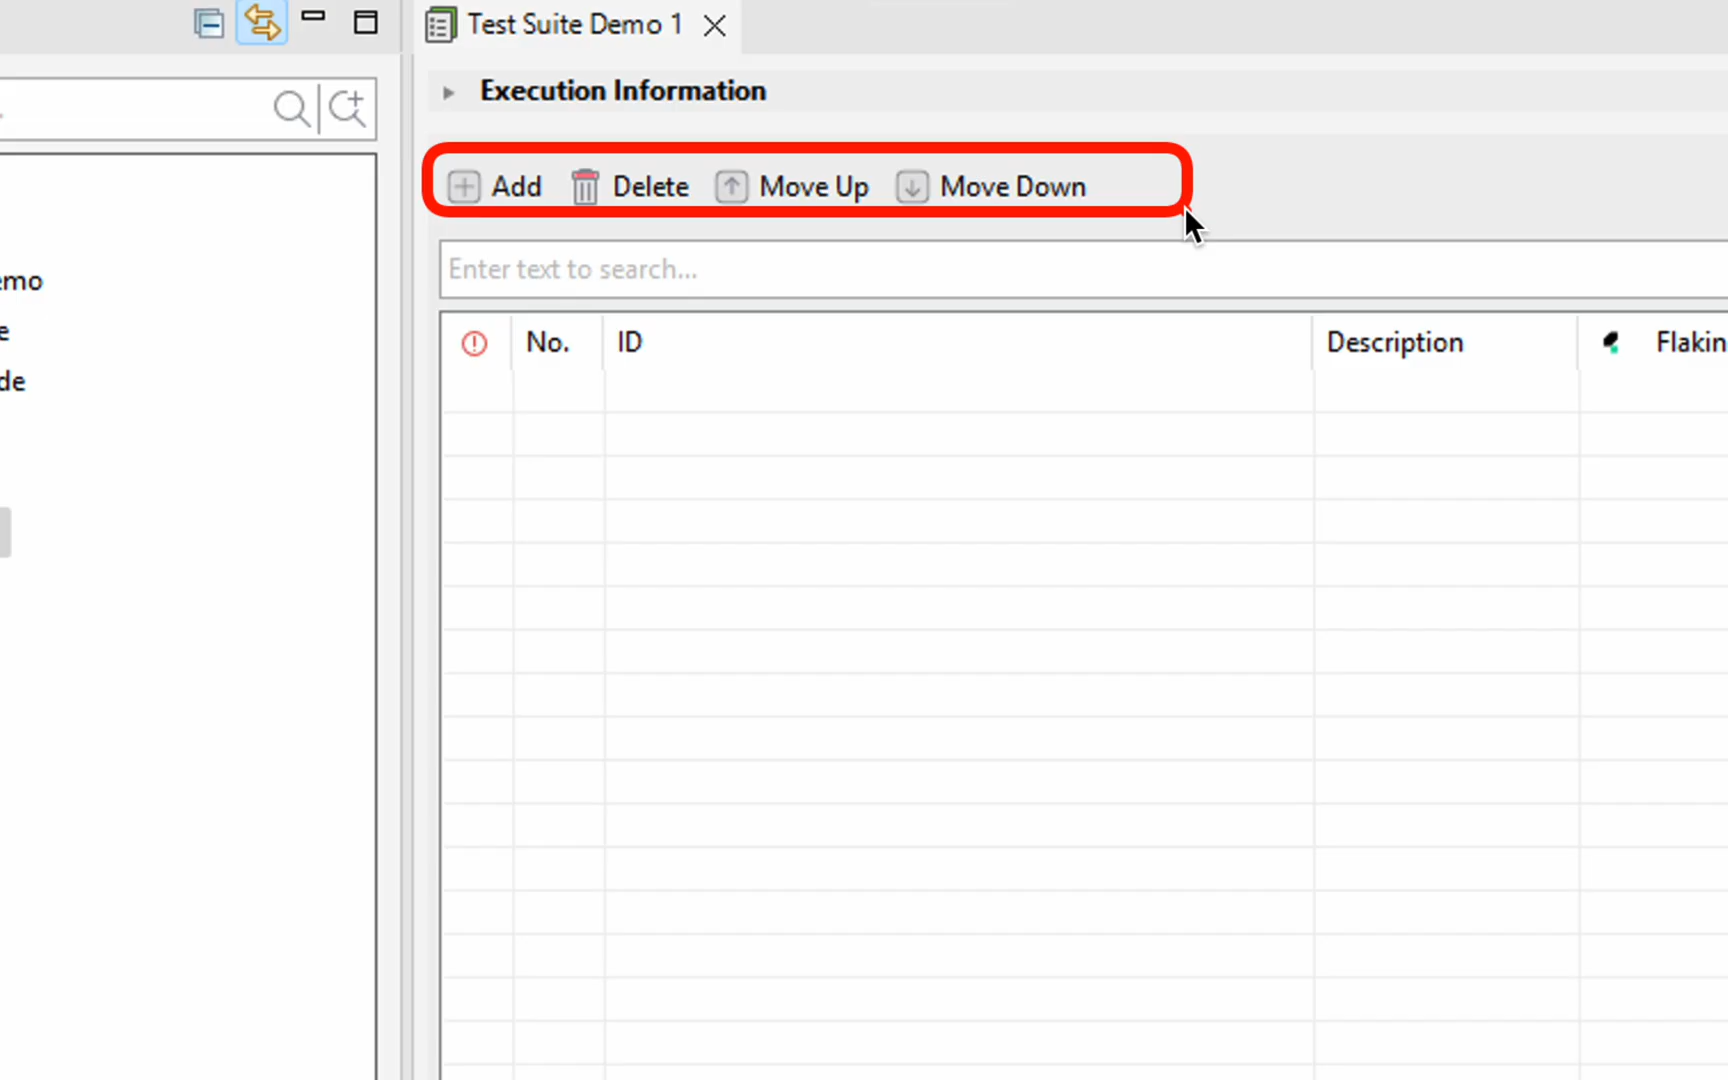 Test Suite Demo 1
Execution Information
Add Delete Move Up Move Down
Enter text to search...
No. ID Description Flakin
emo
e
de